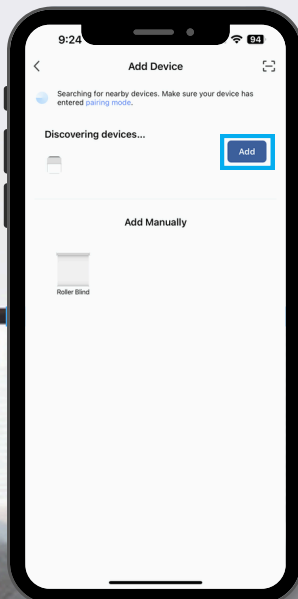 9:24
94
Add Device
Searching for nearby devices. Make sure your device has
entered pairing mode.
Discovering devices...
Add
Add Manually
Roller Blind